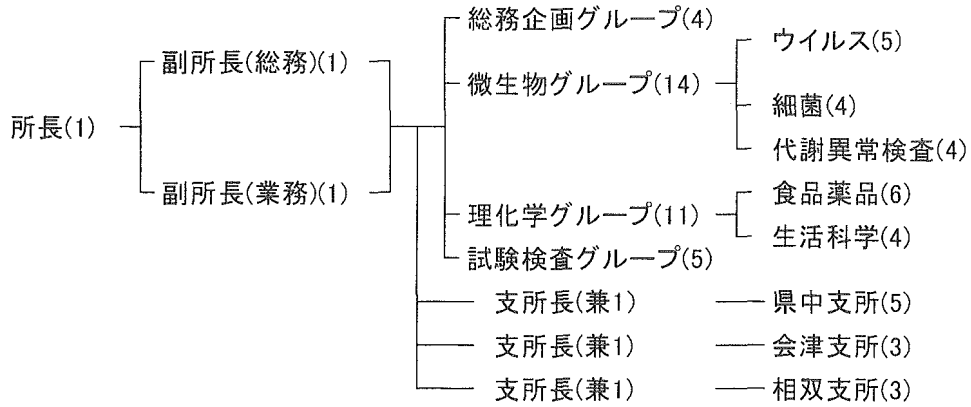 総務企画グループ(4)
ウイルス(5)
副所長(総務)(1)
微生物グループ(14)
細菌(4)
所長(1)
代謝異常検査(4)
副所長(業務)(1)
食品薬品(6)
理化学グループ(11)
生活科学(4)
試験検査グループ(5)
支所長(兼1) 県中支所(5)
支所長(兼1) 会津支所(3)
支所長(兼1) 相双支所(3)